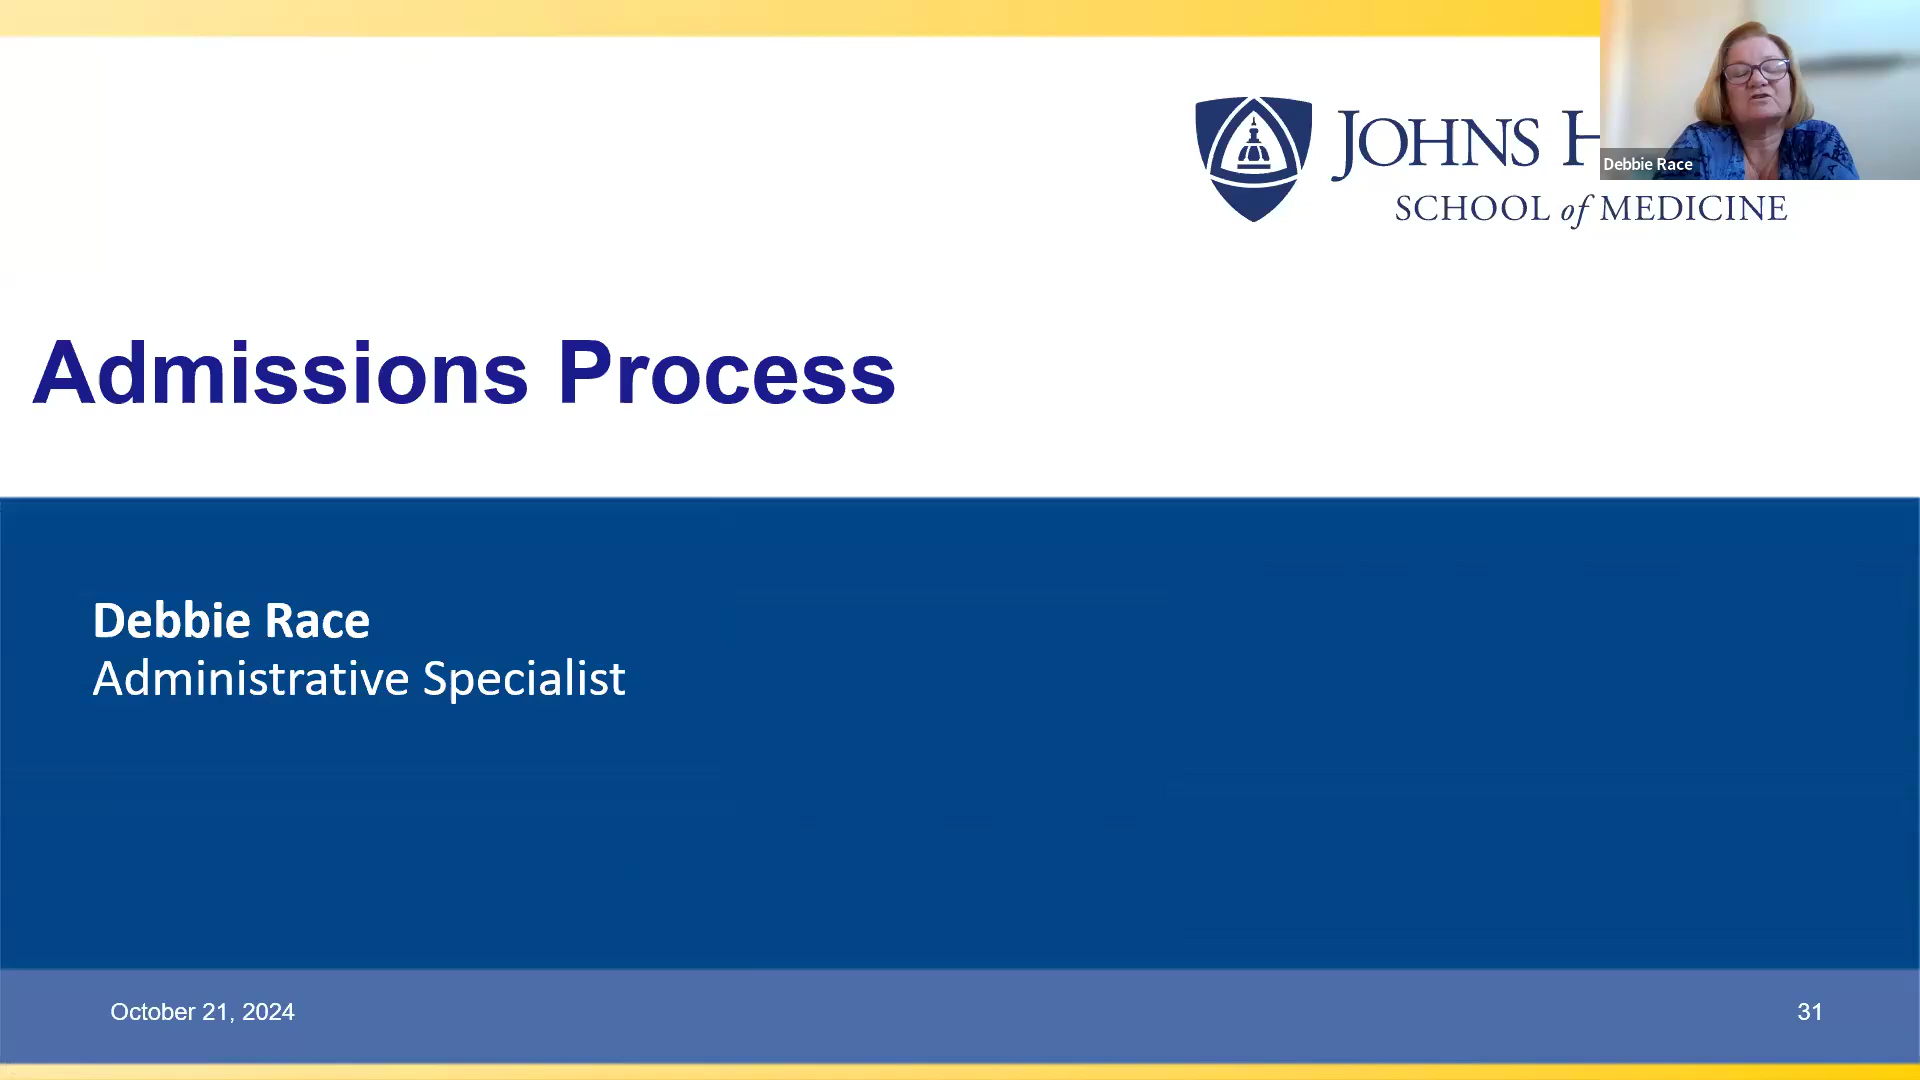 JOHNS H
SCHOOL of MEDICINE
Debbie Race
Admissions Process
Debbie Race
Administrative Specialist
October 21, 2024
31